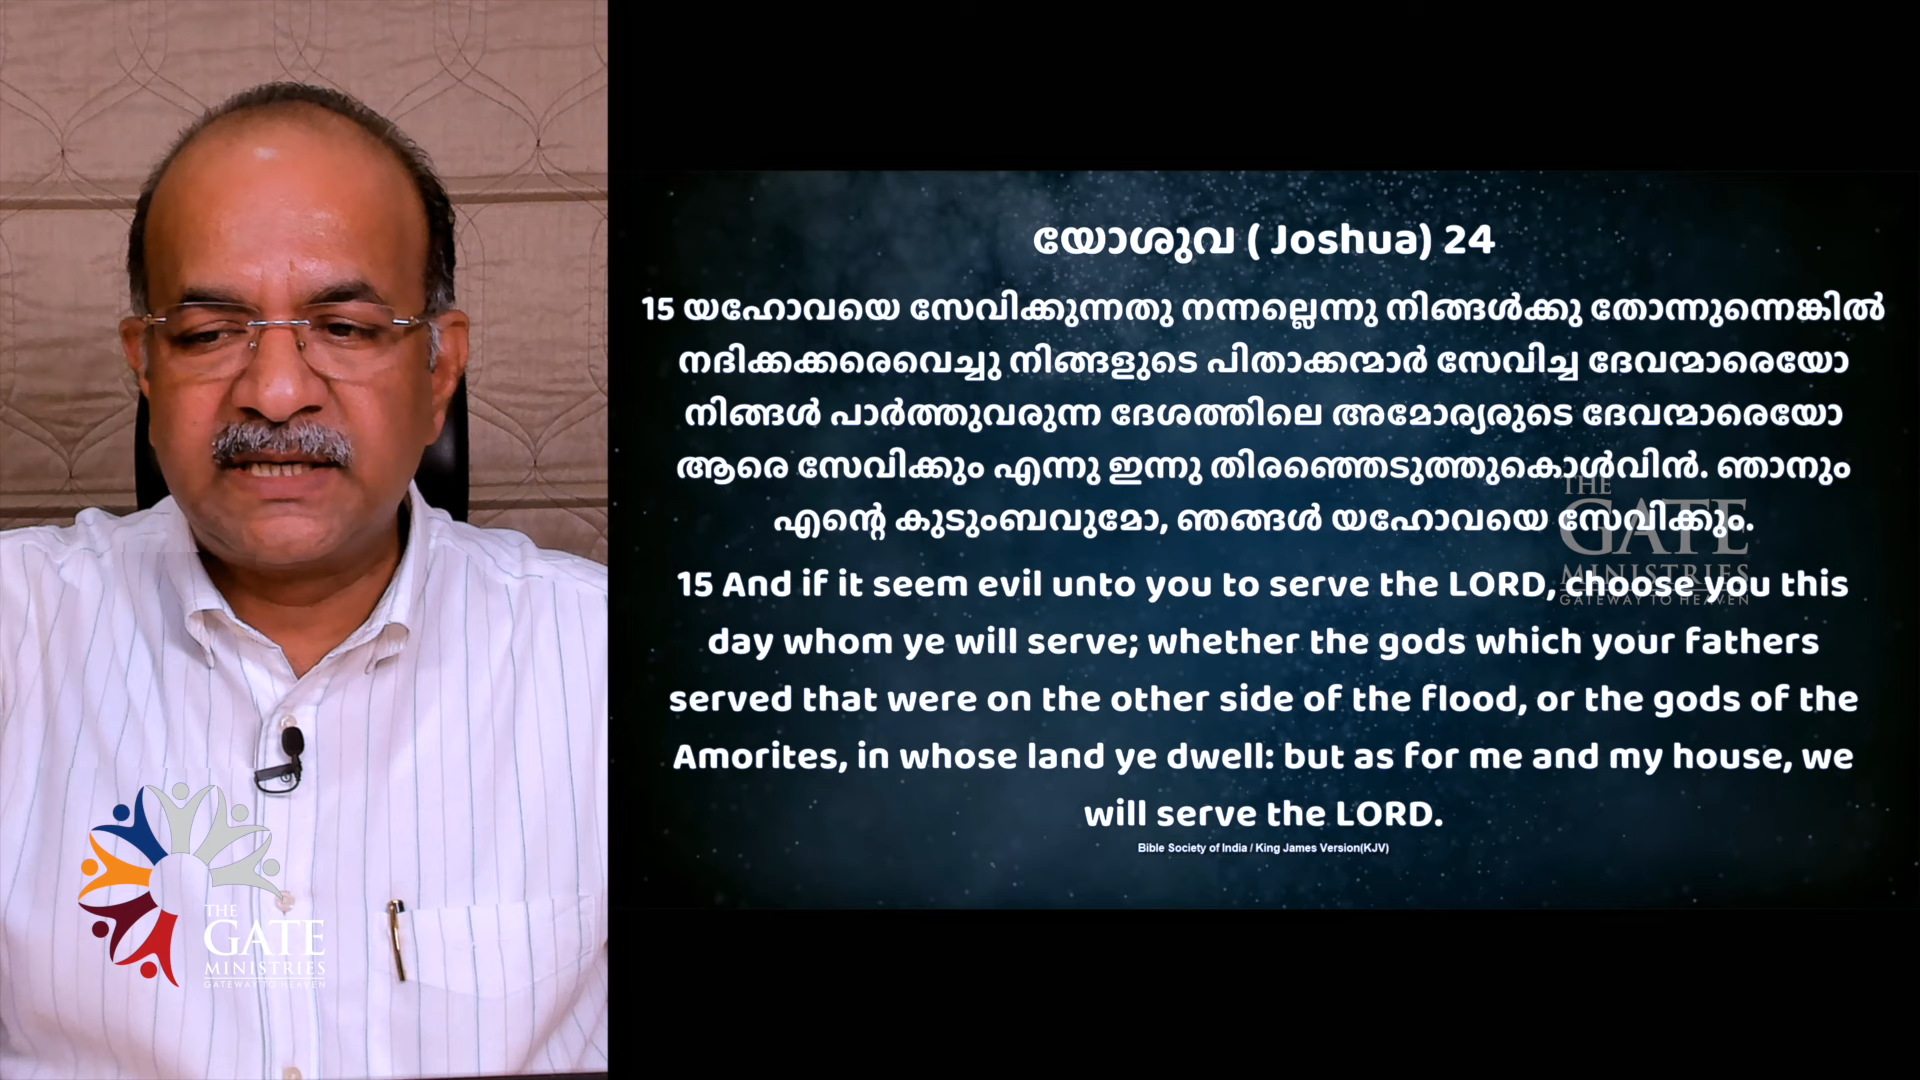 യോശുവ ( Joshua) 24
15 യഹോവയെ സേവിക്കുന്നതു നന്നല്ലെന്നു നിങ്ങൾക്കു തോന്നുന്നെങ്കിൽ
നദിക്കക്കരെവെച്ചു നിങ്ങളുടെ പിതാക്കന്മാർ സേവിച്ച ദേവന്മാരെയോ
നിങ്ങൾ പാർത്തുവരുന്ന ദേശത്തിലെ അമോര്യരുടെ ദേവന്മാരെയോ
ആരെ സേവിക്കും എന്നു ഇന്നു തിരഞ്ഞെടുത്തുകൊൾവിൻ. ഞാനും
എന്റെ കുടുംബവുമോ, ഞങ്ങൾ യഹോവയെ സേവിക്കും.
15 And if it seem evil unto you to serve the LORD, choose you this
day whom ye will serve; whether the gods which your fathers
served that were on the other side of the flood, or the gods of the
Amorites, in whose land ye dwell: but as for me and my house, we
will serve the LORD.
Bible Society of India / King James Version(KJV)
THE
GATE
MINISTRIES
GATEWAY TO HEAVEN
THE
GATE
MINISTRIES
GATEWAY TO HEAVEN